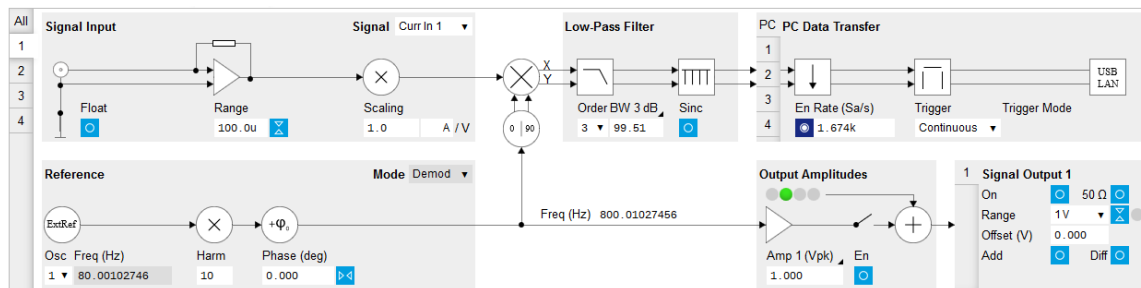 All
1
2
3
4
Signal Input
Signal Curr In 1
Float
Range
100.0u
Scaling
1.0 A / V
X
Y
0 90
Low-Pass Filter
Order BW 3 dB
3 99.51
Sinc
PC
1
2
3
4
PC Data Transfer
USB
LAN
En Rate (Sa/s)
1.674k
Trigger
Continuous
Trigger Mode
Reference
Mode Demod
ExtRef
+φ0
Osc Freq (Hz)
1 80.00102746
Harm
10
Phase (deg)
0.000
Freq (Hz) 800.01027456
Output Amplitudes
Amp 1 (Vpk)
1.000
En
1
Signal Output 1
On 50 Ω
Range 1V
Offset (V) 0.000
Add Diff